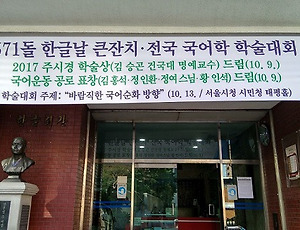 571돌 한글날 큰잔치·전국 국어학 학술대회
2017 주시경 학술상(김 승곤 건국대 명예교수) 드림(10. 9.)
국어운동 공로 표창(김 흥석·정 인환·정여스님·황 인석) 드림(10. 9.)
학술대회 주제: “바람직한 국어순화 방향” (10. 13. / 서울시청 시민청 태평홀)